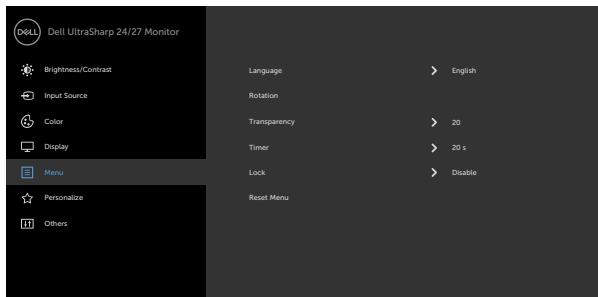 DELL
Dell UltraSharp 24/27 Monitor
Brightness/Contrast
Input Source
Color
Display
Menu
Personalize
Others
Language > English
Rotation
Transparency > 20
Timer > 20 s
Lock > Disable
Reset Menu